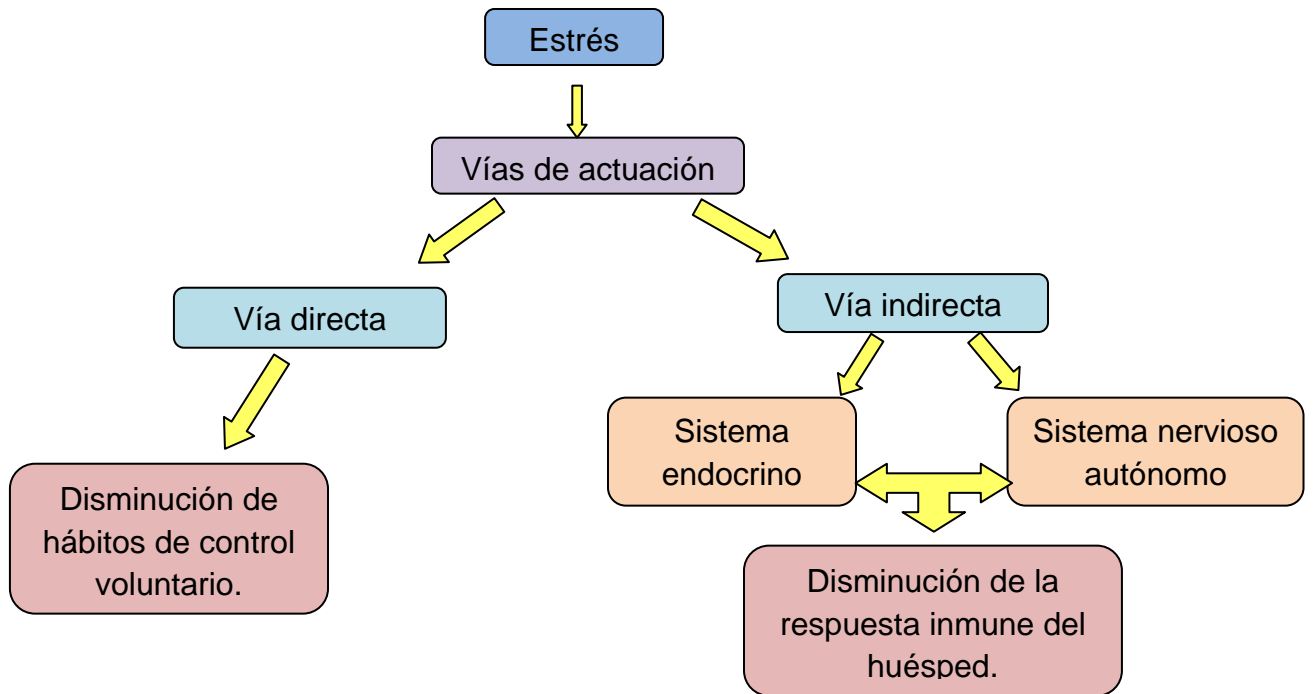 Estrés
Vías de actuación
Vía directa
Vía indirecta
Sistema
endocrino
Sistema nervioso
autónomo
Disminución de
hábitos de control
voluntario.
Disminución de la
respuesta inmune del
huésped.